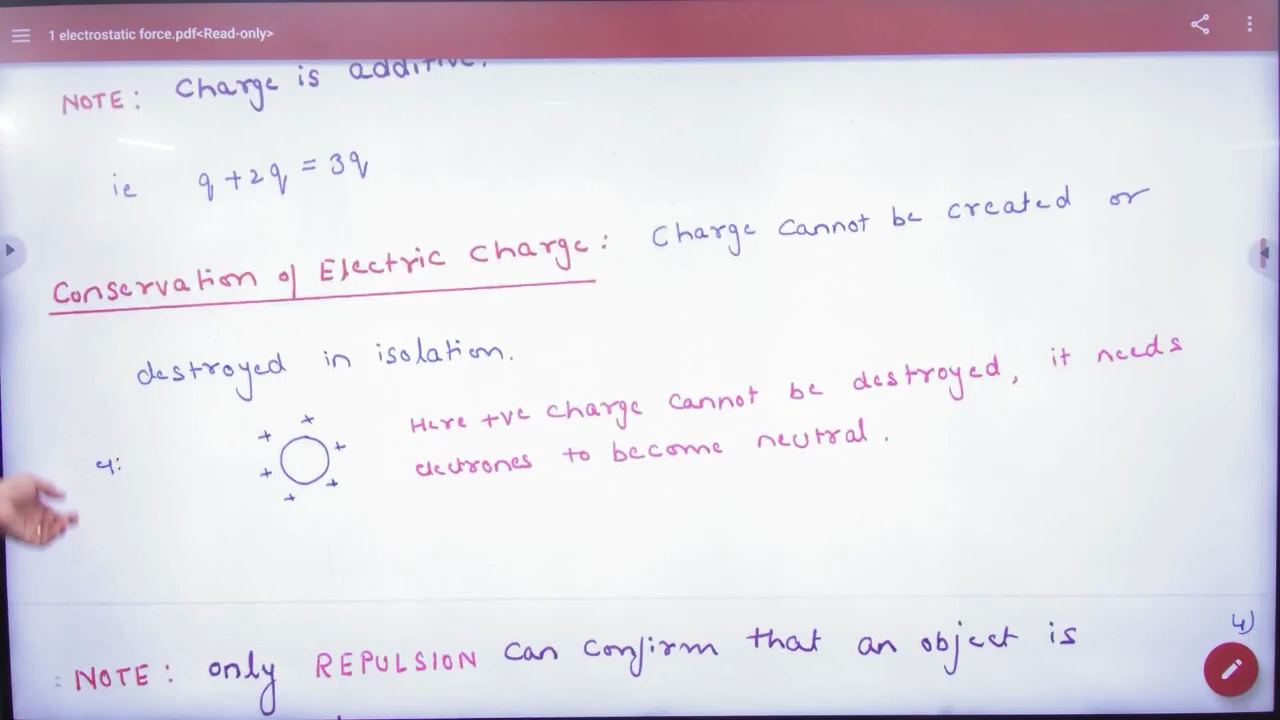 1 electrostatic force.pdf<Read-only>
NOTE: Charge is additive.
ie q + 2q = 3q
Conservation of Electric Charge: Charge cannot be created or
destroyed in isolation.
Here +ve charge cannot be destroyed, it needs
electrones to become neutral.
+ + + + + + +
NOTE: only REPULSION can confirm that an object is
4)